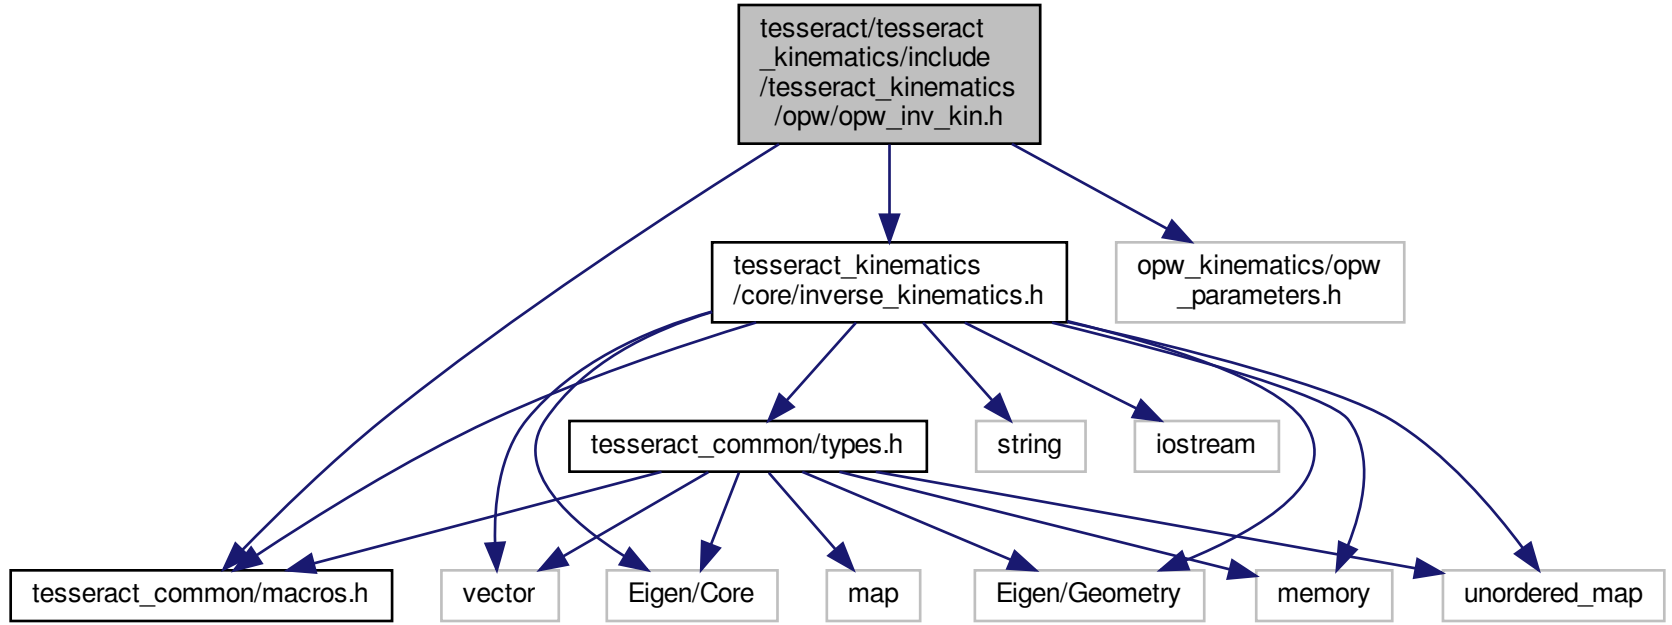 tesseract/tesseract
_kinematics/include
/tesseract_kinematics
/opw/opw_inv_kin.h
tesseract_kinematics
/core/inverse_kinematics.h
opw_kinematics/opw
_parameters.h
tesseract_common/types.h
string
iostream
tesseract_common/macros.h
vector
Eigen/Core
map
Eigen/Geometry
memory
unordered_map